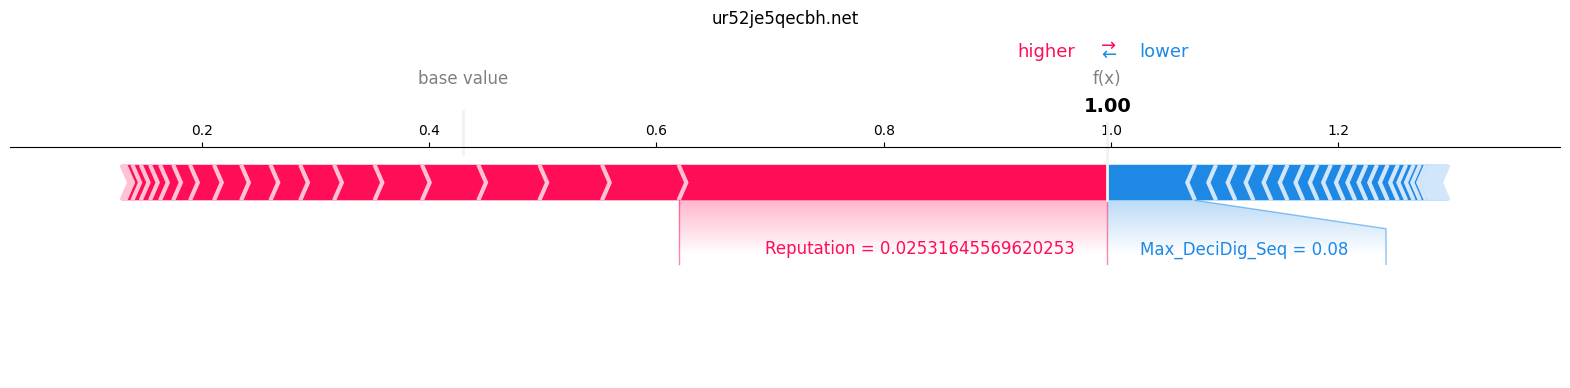 ur52je5qecbh.net
higher ⇄ lower
base value f(x)
1.00
0.2 0.4 0.6 0.8 1.0 1.2
Reputation = 0.02531645569620253 Max_DeciDig_Seq = 0.08